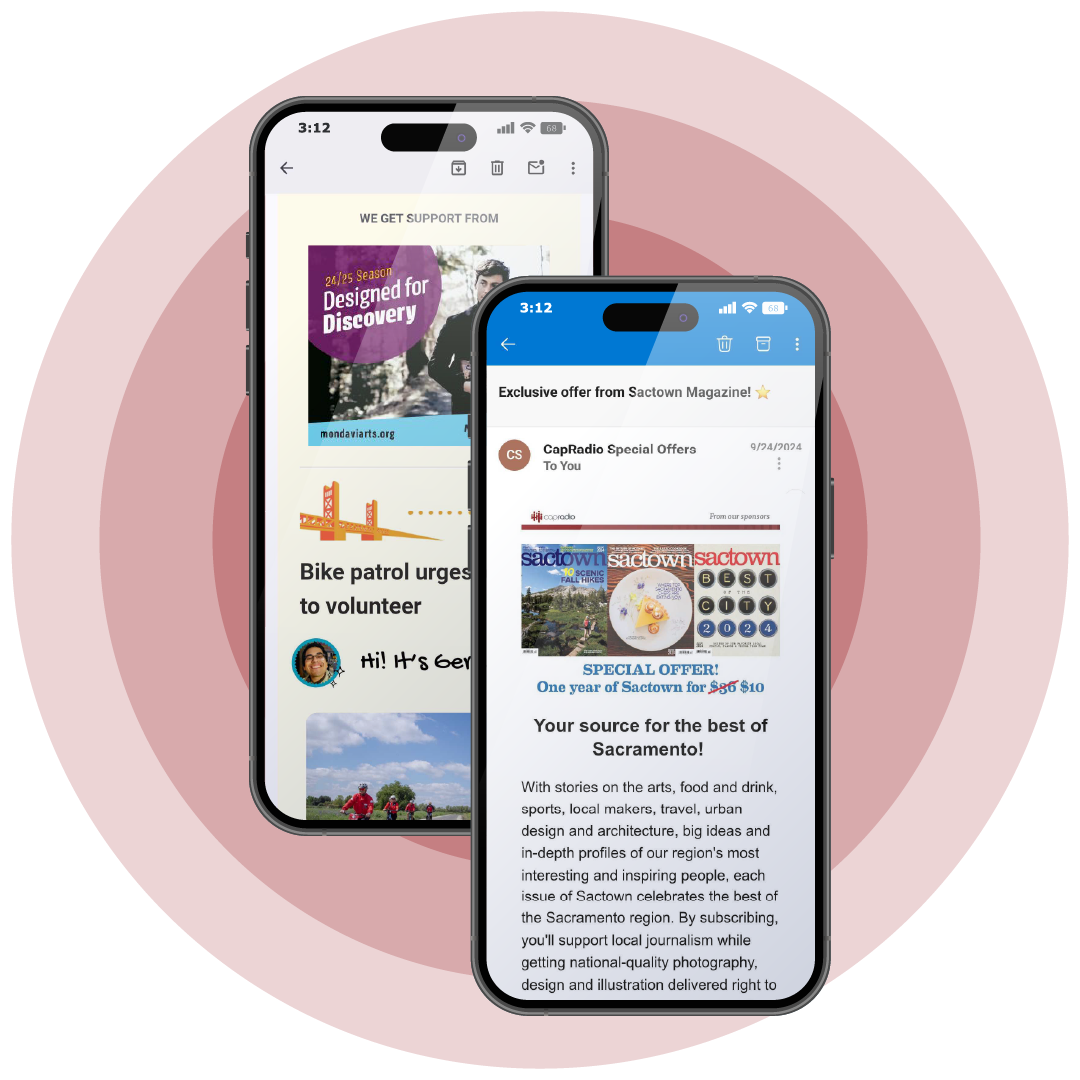 3:12
68
WE GET SUPPORT FROM
24/25 Season
Designed for
Discovery
mondaviarts.org
Bike patrol urges
to volunteer
Hi! It's Ger
3:12
68
Exclusive offer from Sactown Magazine! ⭐
CS
CapRadio Special Offers
9/24/2024
To You
capradio
From our sponsors
sactown
sactown
sactown
10 SCENIC
FALL HIKES
BEST
OF THE
CITY
2024
SPECIAL OFFER!
One year of Sactown for $36 $10
Your source for the best of
Sacramento!
With stories on the arts, food and drink,
sports, local makers, travel, urban
design and architecture, big ideas and
in-depth profiles of our region's most
interesting and inspiring people, each
issue of Sactown celebrates the best of
the Sacramento region. By subscribing,
you'll support local journalism while
getting national-quality photography,
design and illustration delivered right to